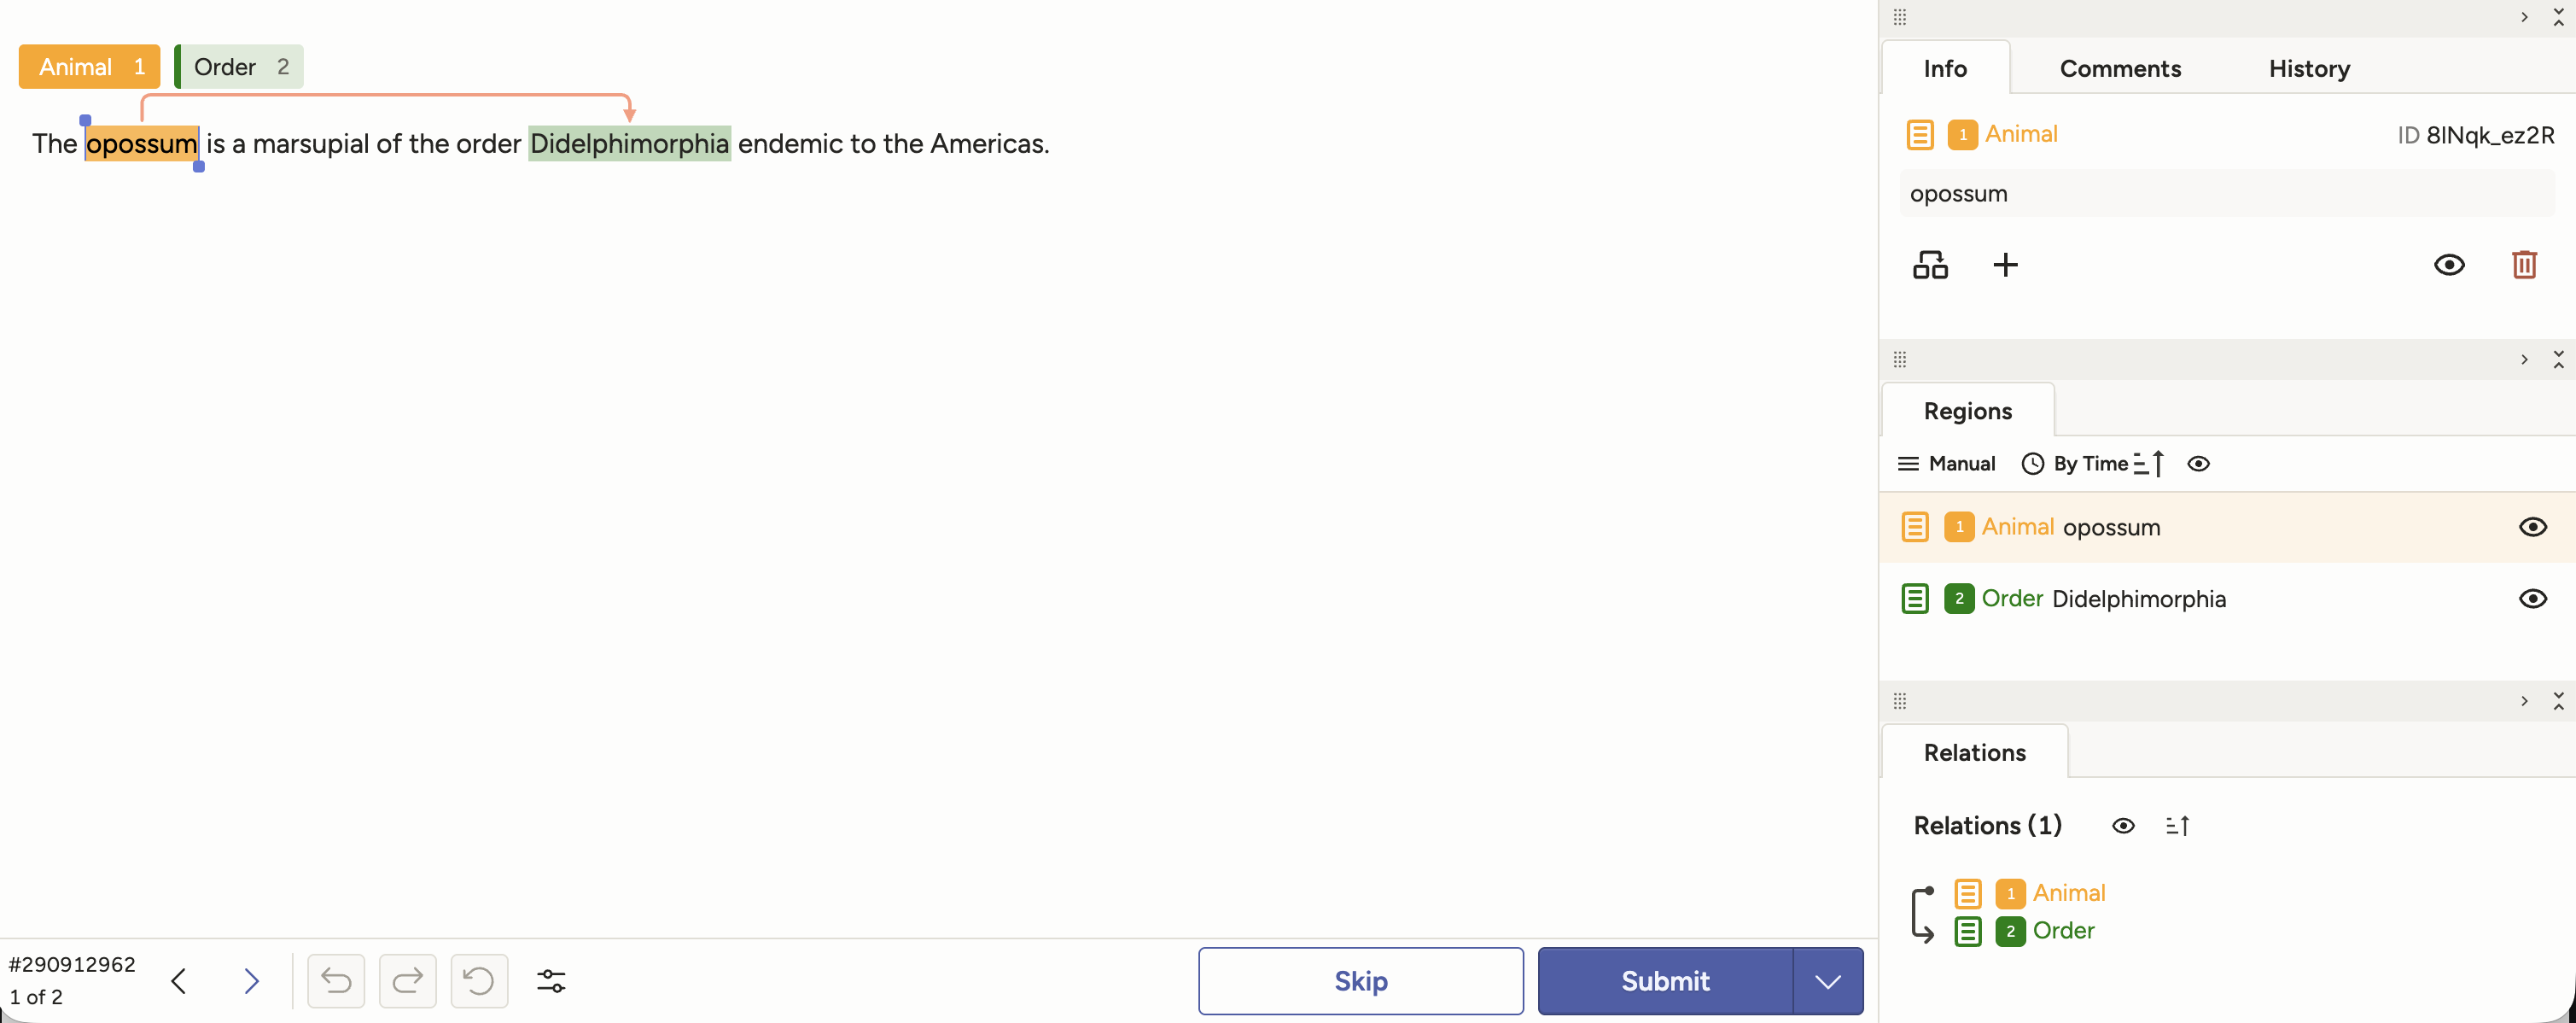 Animal 1 Order 2
The opossum is a marsupial of the order Didelphimorphia endemic to the Americas.
#290912962
1 of 2
Skip
Submit
Info Comments History
1 Animal ID 8lNqk_ez2R
opossum
Regions
Manual By Time
1 Animal opossum
2 Order Didelphimorphia
Relations
Relations (1)
1 Animal
2 Order